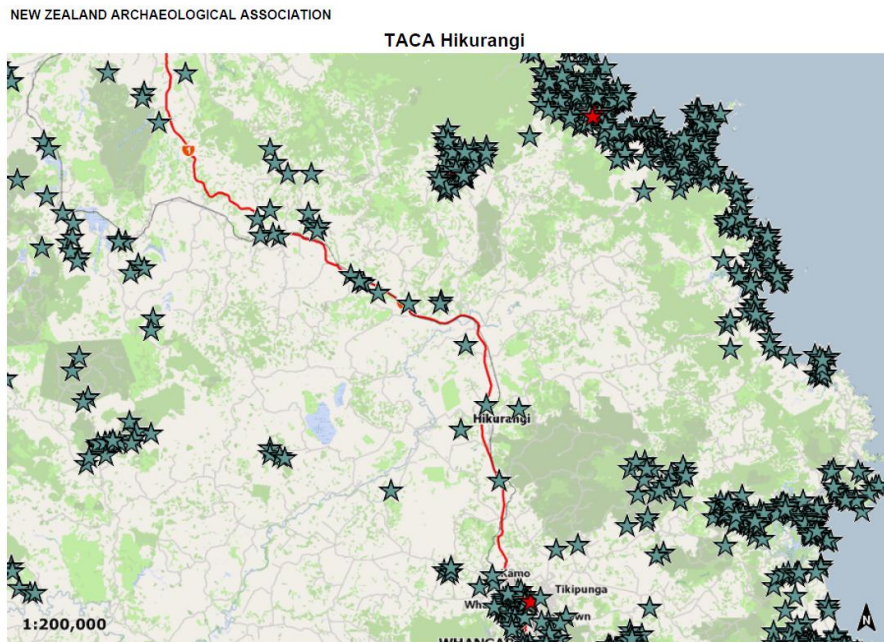 NEW ZEALAND ARCHAEOLOGICAL ASSOCIATION
TACA Hikurangi
1
Hikurangi
Kamo
Tikipunga
1:200,000
N